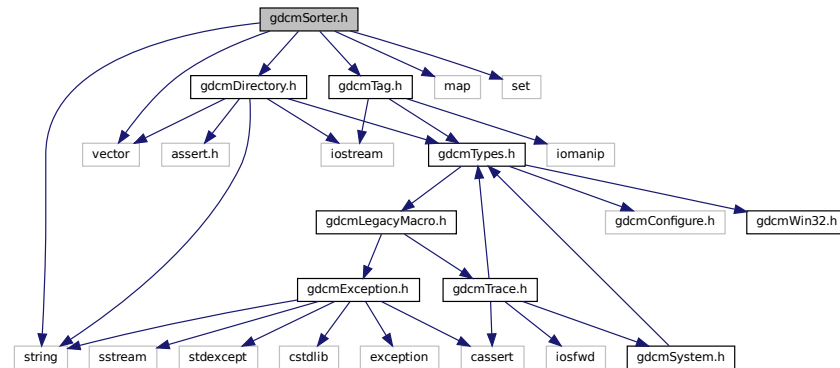 gdcmSorter.h
gdcmDirectory.h
gdcmTag.h
map
set
vector
assert.h
iostream
gdcmTypes.h
iomanip
gdcmLegacyMacro.h
gdcmConfigure.h
gdcmWin32.h
gdcmException.h
gdcmTrace.h
string
sstream
stdexcept
cstdlib
exception
cassert
iosfwd
gdcmSystem.h